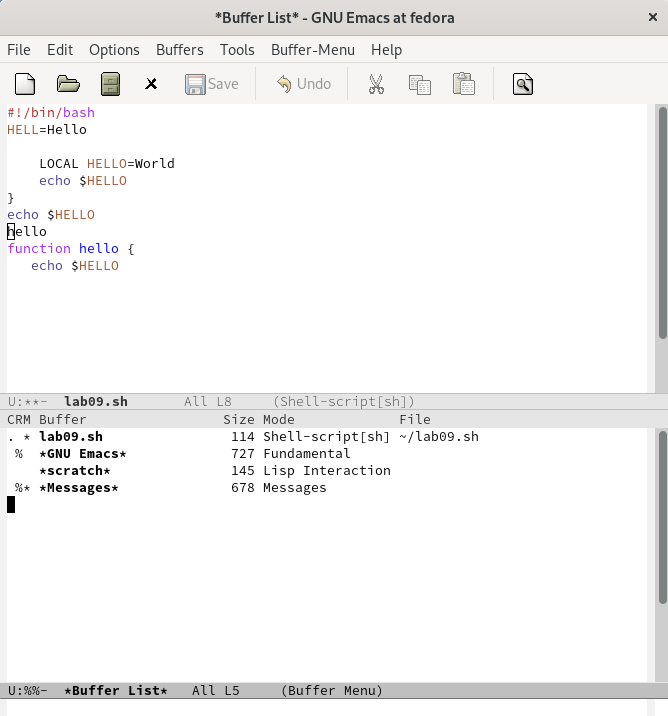 *Buffer List* - GNU Emacs at fedora
File Edit Options Buffers Tools Buffer-Menu Help
Save Undo
#!/bin/bash
HELL=Hello
LOCAL HELLO=World
echo $HELLO
}
echo $HELLO
hello
function hello {
echo $HELLO
U:**- lab09.sh All L8 (Shell-script[sh])
CRM Buffer Size Mode File
. * lab09.sh 114 Shell-script[sh] ~/lab09.sh
% *GNU Emacs* 727 Fundamental
*scratch* 145 Lisp Interaction
%* *Messages* 678 Messages
U:%%- *Buffer List* All L5 (Buffer Menu)